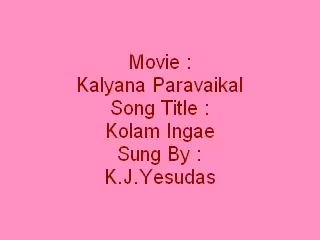 Movie :
Kalyana Paravaikal
Song Title :
Kolam Ingae
Sung By :
K.J.Yesudas